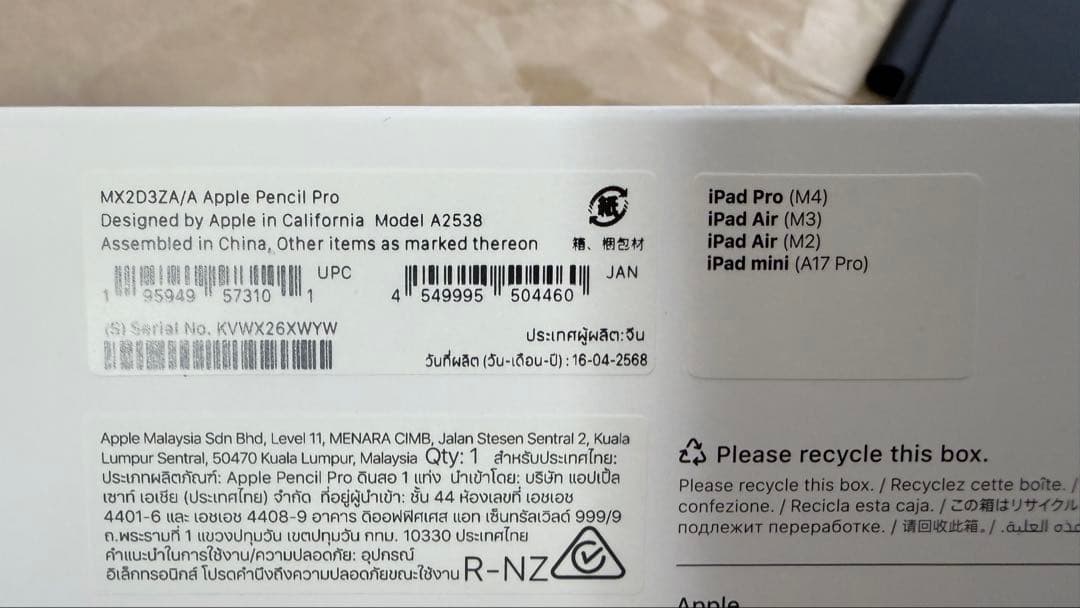 MX2D3ZA/A Apple Pencil Pro
Designed by Apple in California Model A2538
Assembled in China, Other items as marked thereon
紙
箱、梱包材
UPC
1 95949 57310 1
JAN
4 549995 504460
(S) Serial No. KVWX26XWYW
ประเทศผู้ผลิต:จีน
วันที่ผลิต (วัน-เดือน-ปี) : 16-04-2568
iPad Pro (M4)
iPad Air (M3)
iPad Air (M2)
iPad mini (A17 Pro)
Apple Malaysia Sdn Bhd, Level 11, MENARA CIMB, Jalan Stesen Sentral 2, Kuala
Lumpur Sentral, 50470 Kuala Lumpur, Malaysia Qty: 1 สำหรับประเทศไทย:
ประเภทผลิตภัณฑ์: Apple Pencil Pro ดินสอ 1 แท่ง นำเข้าโดย: บริษัท แอปเปิ้ล
เซาท์ เอเชีย (ประเทศไทย) จำกัด ที่อยู่ผู้นำเข้า: ชั้น 44 ห้องเลขที่ เอชเอช
4401-6 และ เอชเอช 4408-9 อาคาร ดิออฟฟิศเศส แอท เซ็นทรัลเวิลด์ 999/9
ถ.พระรามที่ 1 แขวงปทุมวัน เขตปทุมวัน กทม. 10330 ประเทศไทย
คำแนะนำในการใช้งาน/ความปลอดภัย: อุปกรณ์
อิเล็กทรอนิกส์ โปรดคำนึงถึงความปลอดภัยขณะใช้งาน R-NZ
Please recycle this box.
Please recycle this box. / Recyclez cette boîte. /
confezione. / Recicla esta caja. / この箱はリサイクル
подлежит переработке. / 请回收此箱。/ .هذه العلبة
Apple